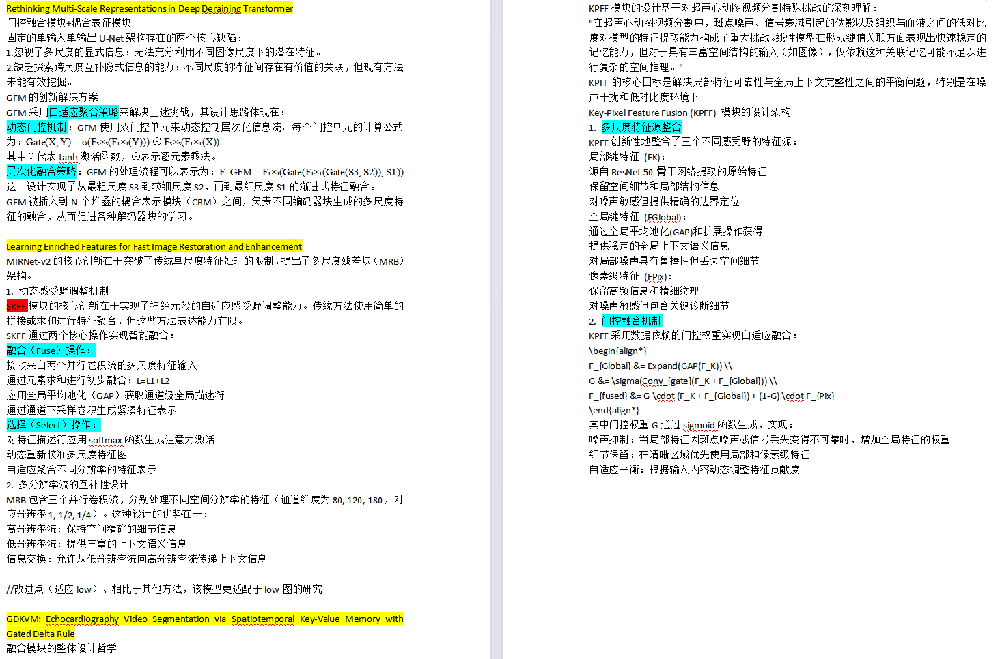 Rethinking Multi-Scale Representations in Deep Deraining Transformer
门控融合模块+耦合表征模块
固定的单输入单输出 U-Net 架构存在的两个核心缺陷：
1.忽视了多尺度的显式信息：无法充分利用不同图像尺度下的潜在特征。
2.缺乏探索跨尺度互补隐式信息的能力：不同尺度的特征间存在有价值的关联，但现有方法
未能有效挖掘。
GFM 的创新解决方案
GFM 采用自适应聚合策略来解决上述挑战，其设计思路体现在：
动态门控机制：GFM 使用双门控单元来动态控制层次化信息流。每个门控单元的计算公式
为：Gate(X, Y) = σ(F₃×₃(F₁×₁(Y))) ⊙ F₃×₃(F₁×₁(X))
其中 σ 代表 tanh 激活函数，⊙表示逐元素乘法。
层次化融合策略：GFM 的处理流程可以表示为：F_GFM = F₁×₁(Gate(F₁×₁(Gate(S3, S2)), S1))
这一设计实现了从最粗尺度 S3 到较细尺度 S2，再到最细尺度 S1 的渐进式特征融合。
GFM 被插入到 N 个堆叠的耦合表示模块（CRM）之间，负责不同编码器块生成的多尺度特
征的融合，从而促进各种解码器块的学习。
Learning Enriched Features for Fast Image Restoration and Enhancement
MIRNet-v2 的核心创新在于突破了传统单尺度特征处理的限制，提出了多尺度残差块（MRB）
架构。
1. 动态感受野调整机制
SKFF 模块的核心创新在于实现了神经元般的自适应感受野调整能力。传统方法使用简单的
拼接或求和进行特征聚合，但这些方法表达能力有限。
SKFF 通过两个核心操作实现智能融合：
融合（Fuse）操作：
接收来自两个并行卷积流的多尺度特征输入
通过元素求和进行初步融合：L=L1+L2
应用全局平均池化（GAP）获取通道级全局描述符
通过通道下采样卷积生成紧凑特征表示
选择（Select）操作：
对特征描述符应用 softmax 函数生成注意力激活
动态重新校准多尺度特征图
自适应聚合不同分辨率的特征表示
2. 多分辨率流的互补性设计
MRB 包含三个并行卷积流，分别处理不同空间分辨率的特征（通道维度为 80, 120, 180，对
应分辨率 1, 1/2, 1/4）。这种设计的优势在于：
高分辨率流：保持空间精确的细节信息
低分辨率流：提供丰富的上下文语义信息
信息交换：允许从低分辨率流向高分辨率流传递上下文信息
//改进点（适应 low）、相比于其他方法，该模型更适配于 low 图的研究
GDKVM: Echocardiography Video Segmentation via Spatiotemporal Key-Value Memory with
Gated Delta Rule
融合模块的整体设计哲学
KPFF 模块的设计基于对超声心动图视频分割特殊挑战的深刻理解：
"在超声心动图视频分割中，斑点噪声、信号衰减引起的伪影以及组织与血液之间的低对比
度对模型的特征提取能力构成了重大挑战。线性模型在形成键值关联方面表现出快速稳定的
记忆能力，但对于具有丰富空间结构的输入（如图像），仅依赖这种关联记忆可能不足以进
行复杂的空间推理。"
KPFF 的核心目标是解决局部特征可靠性与全局上下文完整性之间的平衡问题，特别是在噪
声干扰和低对比度环境下。
Key-Pixel Feature Fusion (KPFF) 模块的设计架构
1. 多尺度特征源整合
KPFF 创新性地整合了三个不同感受野的特征源：
局部键特征 (FK)：
源自 ResNet-50 骨干网络提取的原始特征
保留空间细节和局部结构信息
对噪声敏感但提供精确的边界定位
全局键特征 (FGlobal)：
通过全局平均池化(GAP)和扩展操作获得
提供稳定的全局上下文语义信息
对局部噪声具有鲁棒性但丢失空间细节
像素级特征 (FPix)：
保留高频信息和精细纹理
对噪声敏感但包含关键诊断细节
2. 门控融合机制
KPFF 采用数据依赖的门控权重实现自适应融合：
\begin{align*}
F_{Global} &= Expand(GAP(F_K)) \\
G &= \sigma(Conv_{gate}(F_K + F_{Global})) \\
F_{fused} &= G \cdot (F_K + F_{Global}) + (1-G) \cdot F_{Pix}
\end{align*}
其中门控权重 G 通过 sigmoid 函数生成，实现：
噪声抑制：当局部特征因斑点噪声或信号丢失变得不可靠时，增加全局特征的权重
细节保留：在清晰区域优先使用局部和像素级特征
自适应平衡：根据输入内容动态调整特征贡献度